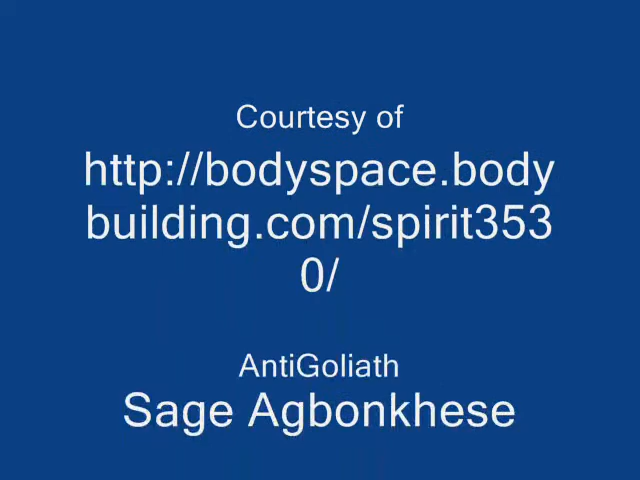 Courtesy of
http://bodyspace.body
building.com/spirit353
0/
AntiGoliath
Sage Agbonkhese